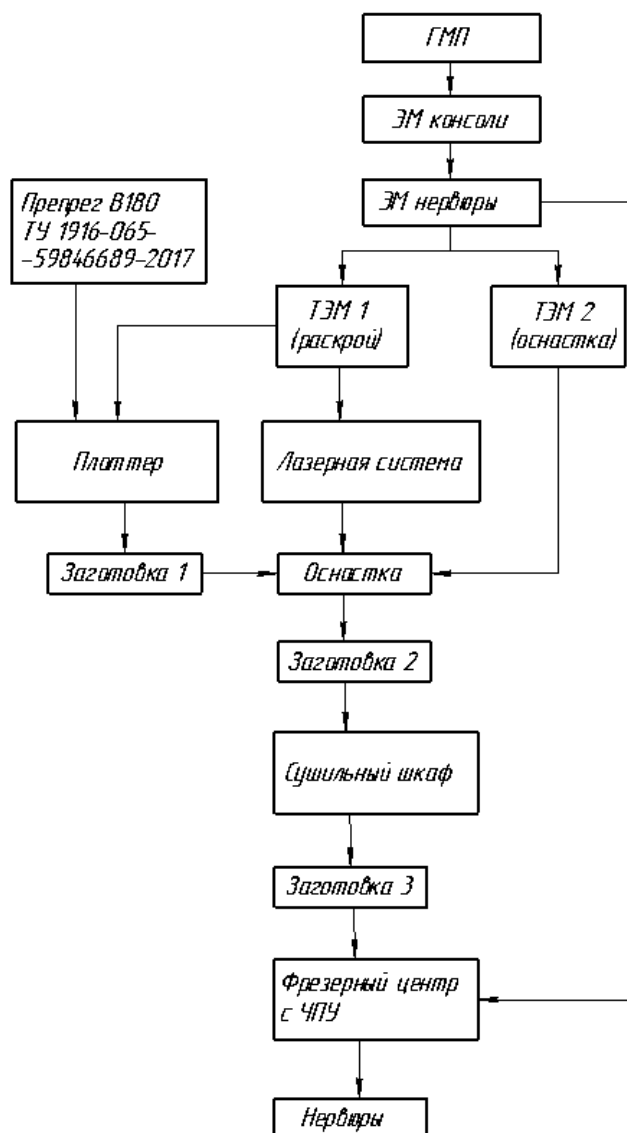 ГМП
ЭМ консоли
Препрег В180
ТУ 1916-065-
-59846689-2017
ЭМ нервюры
ТЭМ 1
(раскрой)
ТЭМ 2
(оснастка)
Плоттер
Лазерная система
Заготовка 1
Оснастка
Заготовка 2
Сушильный шкаф
Заготовка 3
Фрезерный центр
с ЧПУ
Нервюры